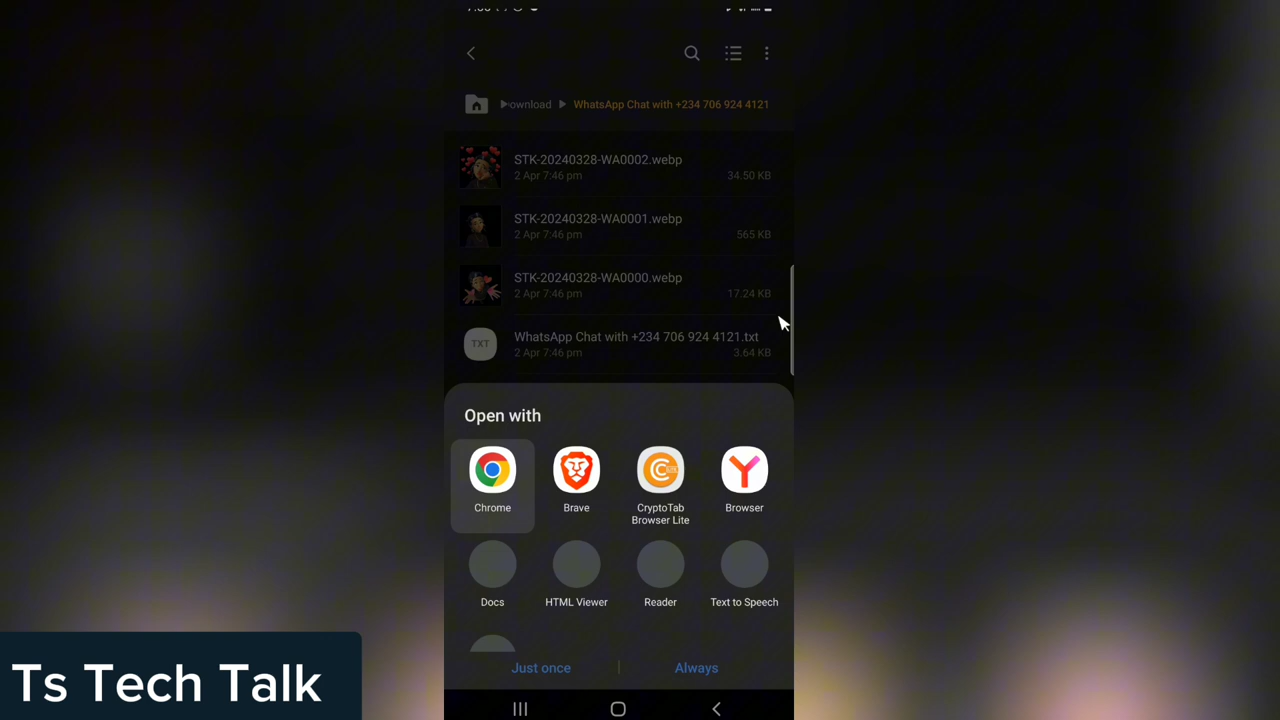 Download ▶ WhatsApp Chat with +234 706 924 4121
STK-20240328-WA0002.webp
2 Apr 7:46 pm 34.50 KB
STK-20240328-WA0001.webp
2 Apr 7:46 pm 565 KB
STK-20240328-WA0000.webp
2 Apr 7:46 pm 17.24 KB
TXT
WhatsApp Chat with +234 706 924 4121.txt
2 Apr 7:46 pm 3.64 KB
Open with
Chrome
Brave
CryptoTab
Browser Lite
Browser
Docs
HTML Viewer
Reader
Text to Speech
Just once
Always
Ts Tech Talk